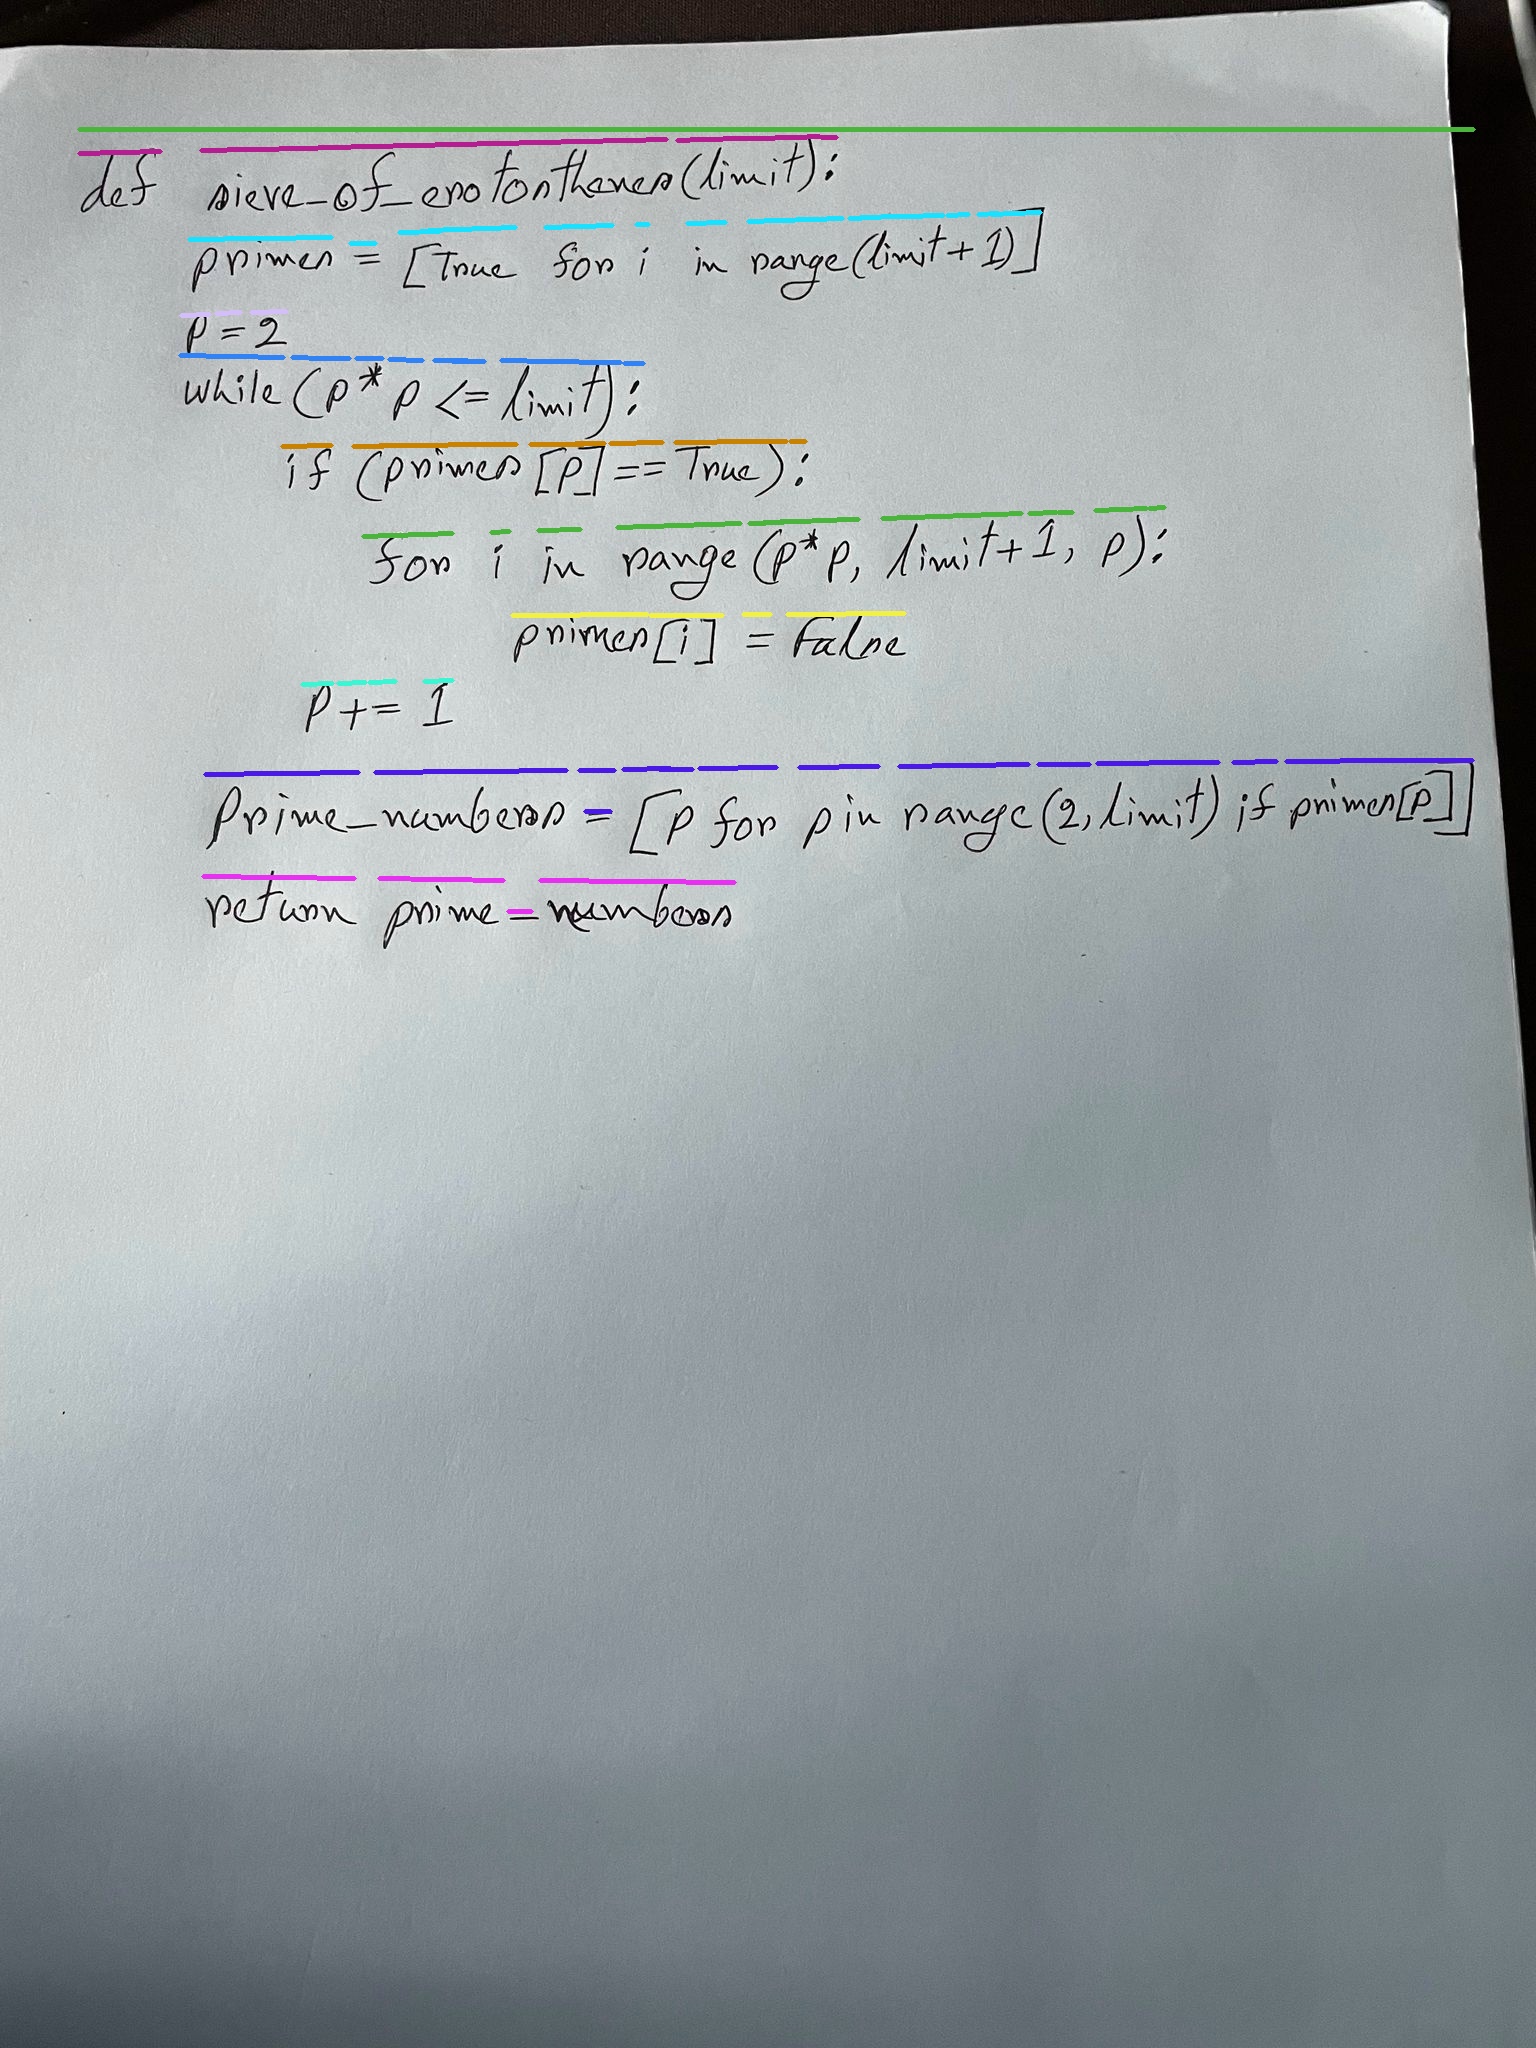 def sieve_of_erotosthenes(limit):
primes = [True for i in range(limit+1)]
p = 2
while (p*p <= limit):
if (primes[p] == True):
for i in range(p*p, limit+1, p):
primes[i] = False
p += 1
Prime_numbers = [p for p in range(2, limit) if primes[p]]
return prime_numbers